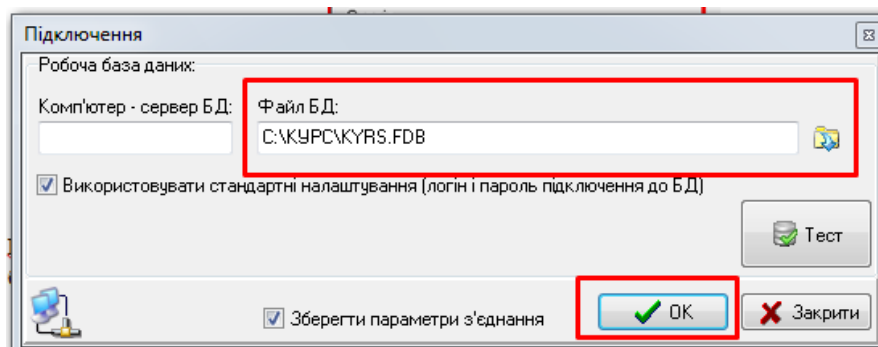 Підключення
Робоча база даних:
Комп'ютер - сервер БД:
Файл БД:
C:\КУРС\KYRS.FDB
Використовувати стандартні налаштування (логін і пароль підключення до БД)
Тест
Зберегти параметри з'єднання
OK
Закрити